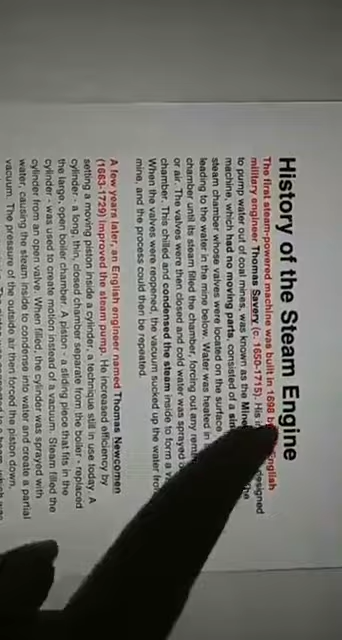 History of the Steam Engine
The first steam-powered machine was built in 1698 English
military engineer Thomas Savery (c. 1650-1715). His designed
to pump water out of coal mines, was known as the the
machine, which had no moving parts, consisted of a
steam chamber whose valves were located on the surface
leading to the water in the mine below. Water was heated in
chamber until its steam filled the chamber, forcing out any
or air. The valves were then closed and cold water was sprayed
chamber. This chilled and condensed the steam inside to form a
When the valves were reopened, the vacuum sucked up the water
mine, and the process could then be repeated.
A few years later, an English engineer named Thomas Newcomen
(1663-1729) improved the steam pump. He increased efficiency by
setting a moving piston inside a cylinder, a technique still in use today. A
cylinder - a long, thin, closed chamber separate from the boiler - replaced
the large, open boiler chamber. A piston - a sliding piece that fits in the
cylinder - was used to create motion instead of a vacuum. Steam filled the
cylinder from an open valve. When filled, the cylinder was sprayed with
water, causing the steam inside to condense into water and create a partial
vacuum. The pressure of the outside air then forced the piston down,